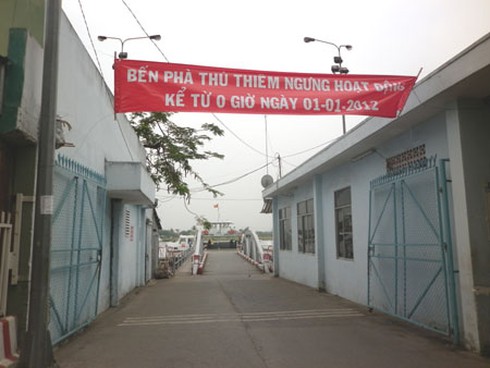 BẾN PHÀ THỦ THIÊM NGƯNG HOẠT ĐỘNG
KỂ TỪ 0 GIỜ NGÀY 01-01-2012